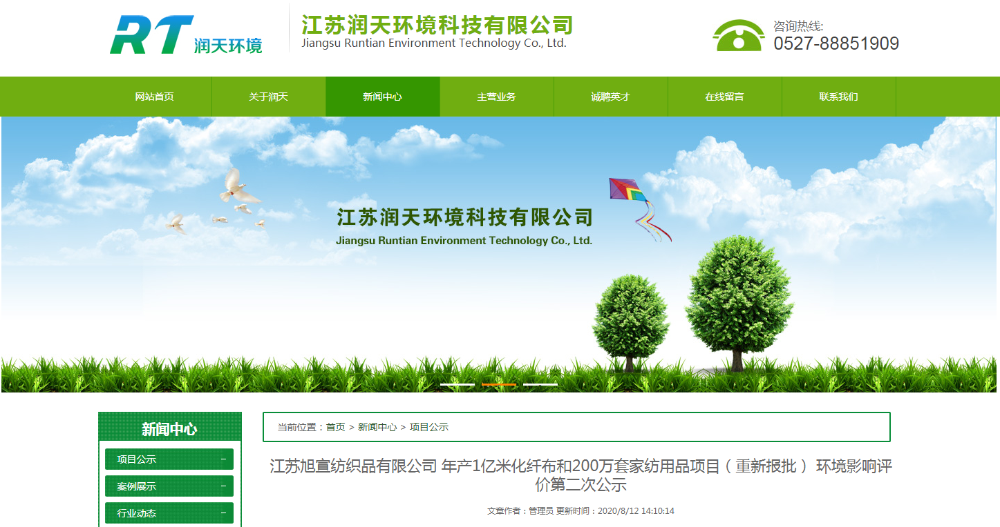 RT 润天环境
江苏润天环境科技有限公司
Jiangsu Runtian Environment Technology Co., Ltd.
咨询热线:
0527-88851909
网站首页 关于润天 新闻中心 主营业务 诚聘英才 在线留言 联系我们
江苏润天环境科技有限公司
Jiangsu Runtian Environment Technology Co., Ltd.
新闻中心
项目公示
案例展示
行业动态
当前位置：首页 > 新闻中心 > 项目公示
江苏旭宣纺织品有限公司 年产1亿米化纤布和200万套家纺用品项目（重新报批） 环境影响评
价第二次公示
文章作者：管理员 更新时间：2020/8/12 14:10:14